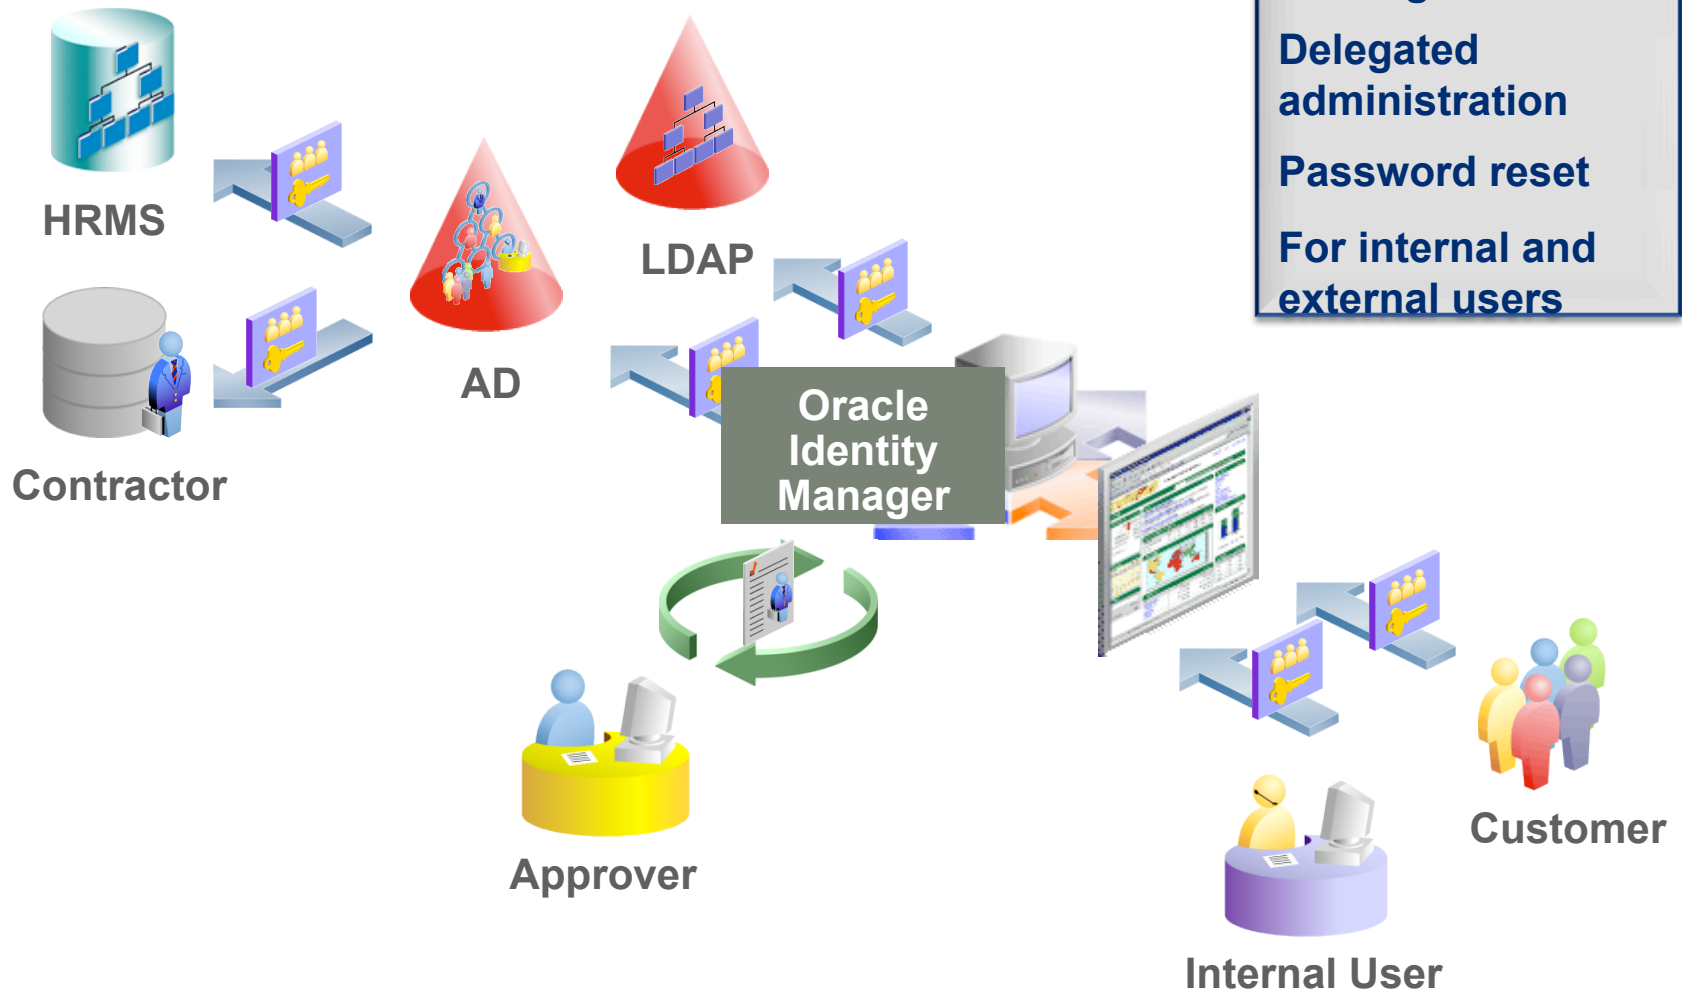 Delegated
administration
Password reset
For internal and
external users
HRMS
LDAP
AD
Contractor
Oracle
Identity
Manager
Approver
Customer
Internal User